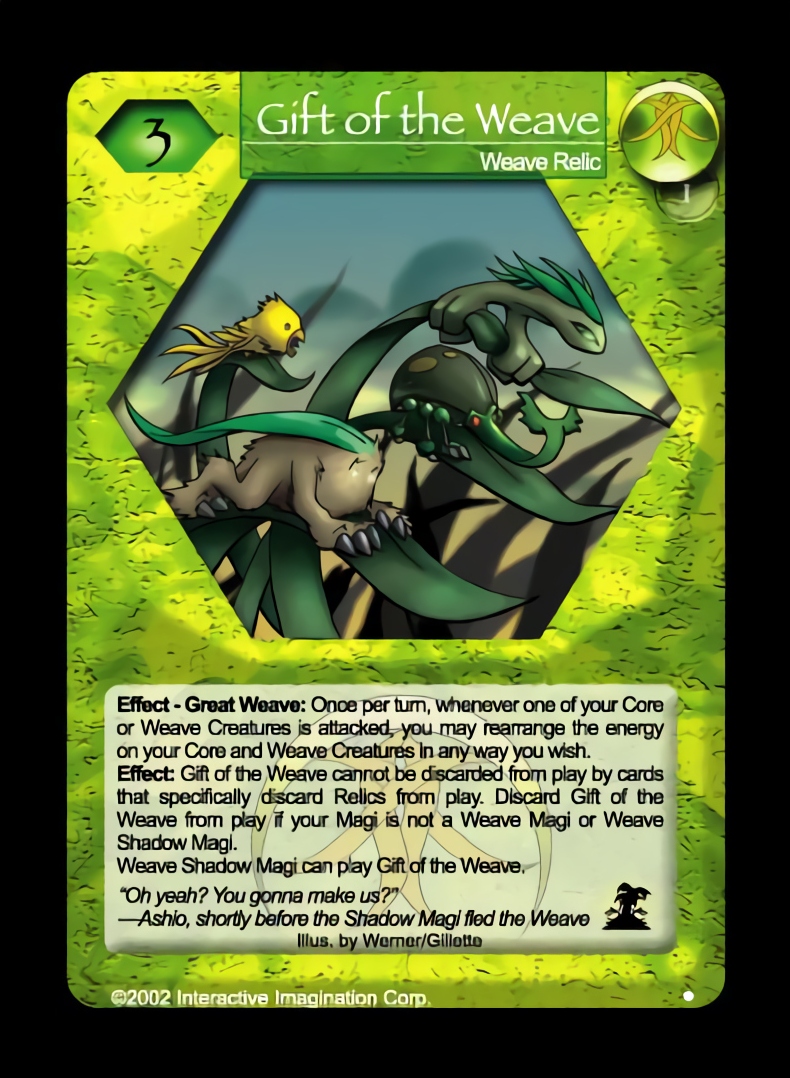 3
Gift of the Weave
Weave Relic
1
Effect - Great Weave: Once per turn, whenever one of your Core
or Weave Creatures is attacked, you may rearrange the energy
on your Core and Weave Creatures in any way you wish.
Effect: Gift of the Weave cannot be discarded from play by cards
that specifically discard Relics from play. Discard Gift of the
Weave from play if your Magi is not a Weave Magi or Weave
Shadow Magi.
Weave Shadow Magi can play Gift of the Weave.
“Oh yeah? You gonna make us?”
—Ashio, shortly before the Shadow Magi fled the Weave
Illus. by Werner/Gillette
©2002 Interactive Imagination Corp.